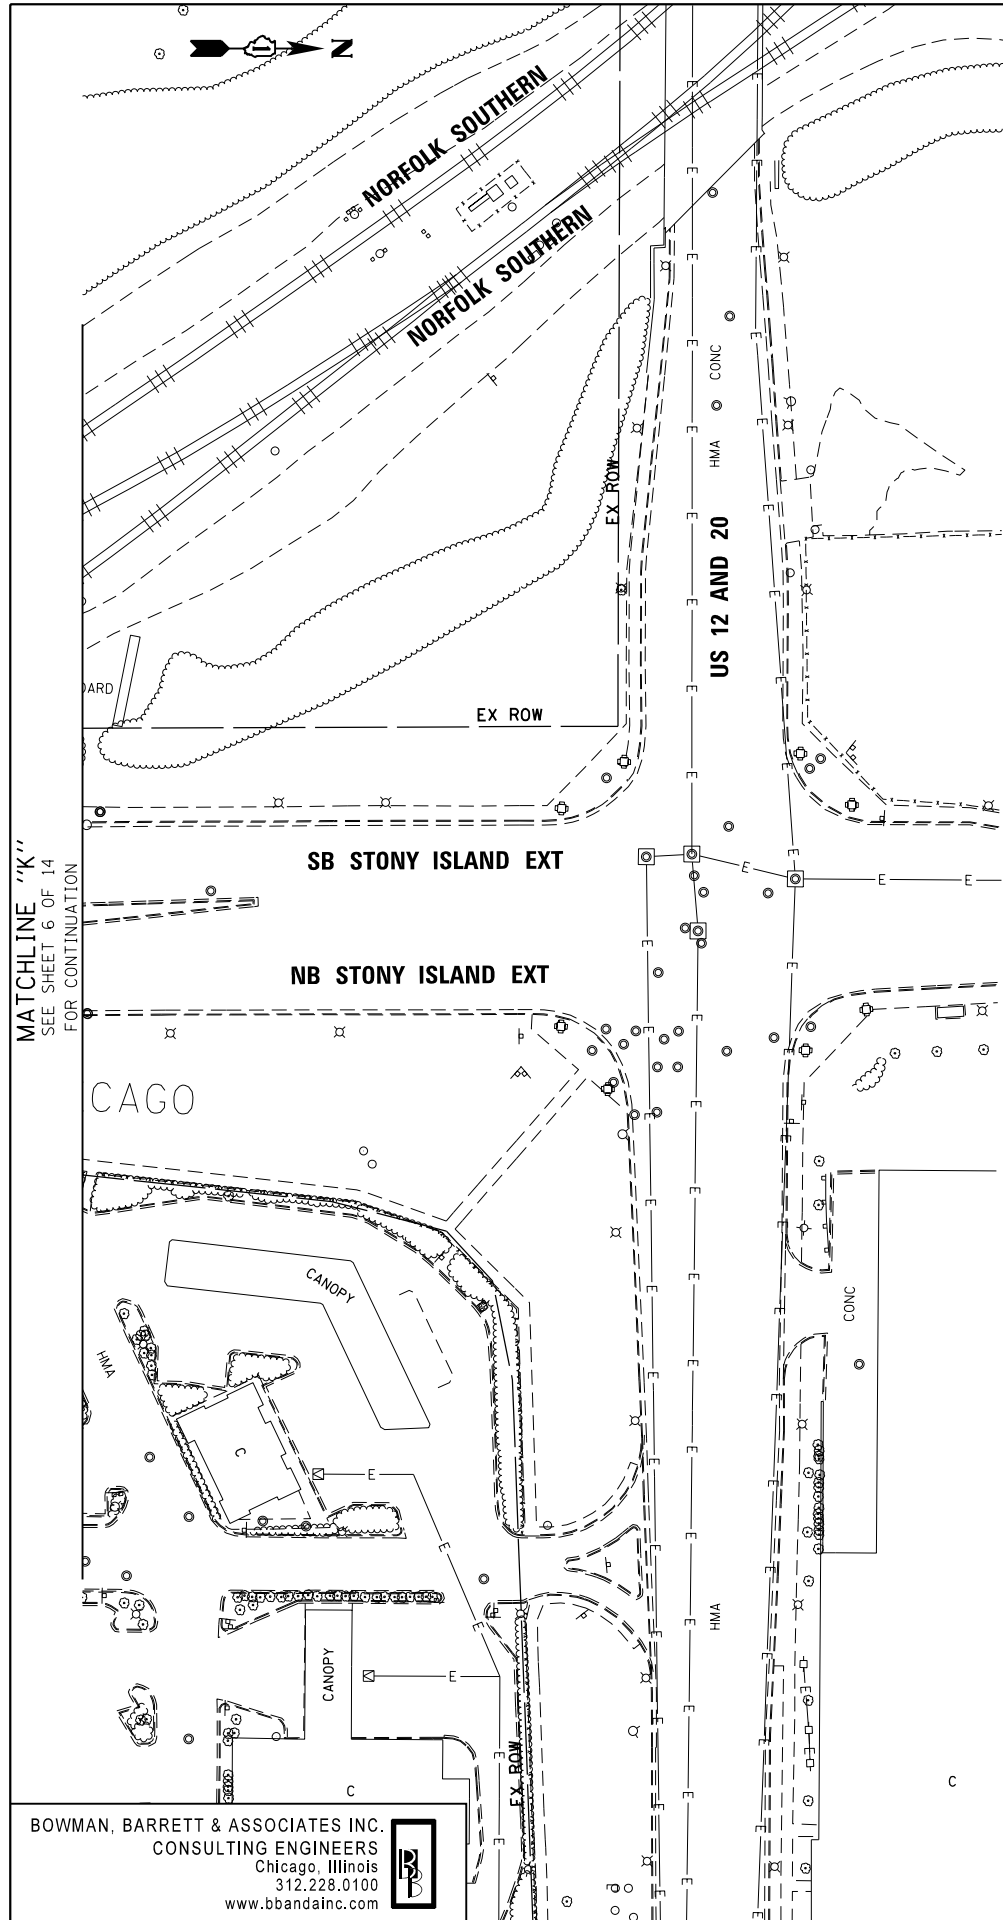 N
NORFOLK SOUTHERN
NORFOLK SOUTHERN
CONC
HMA
EX ROW
US 12 AND 20
EX ROW
MATCHLINE "K"
SEE SHEET 6 OF 14
FOR CONTINUATION
SB STONY ISLAND EXT
E
E
E
NB STONY ISLAND EXT
CAGO
CANOPY
HMA
CONC
C
E
HMA
CANOPY
E
EX ROW
C
C
BOWMAN, BARRETT & ASSOCIATES INC.
CONSULTING ENGINEERS
Chicago, Illinois
312.228.0100
www.bbandainc.com